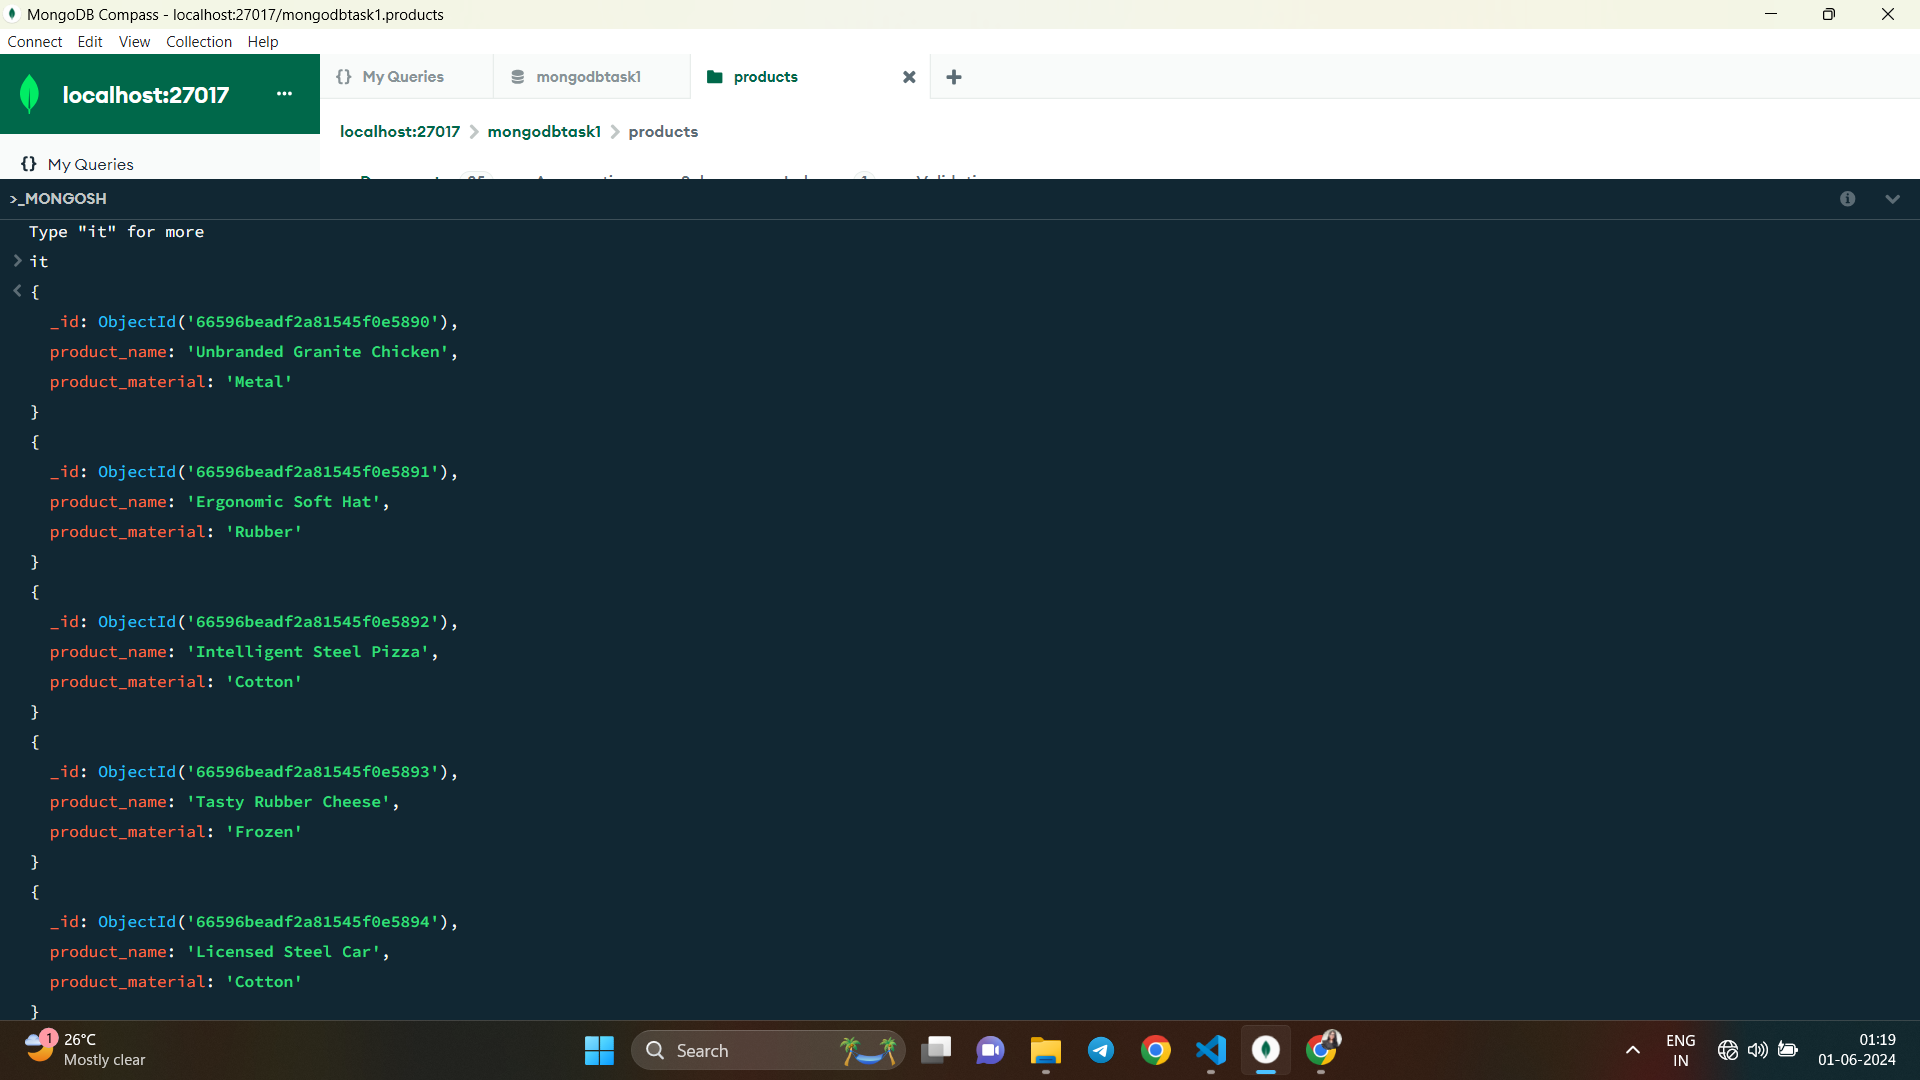 MongoDB Compass - localhost:27017/mongodbtask1.products
Connect Edit View Collection Help
localhost:27017 ...
{} My Queries
mongodbtask1
products
localhost:27017 > mongodbtask1 > products
{} My Queries
>_MONGOSH
Type "it" for more
> it
< {
_id: ObjectId('66596beadf2a81545f0e5890'),
product_name: 'Unbranded Granite Chicken',
product_material: 'Metal'
}
{
_id: ObjectId('66596beadf2a81545f0e5891'),
product_name: 'Ergonomic Soft Hat',
product_material: 'Rubber'
}
{
_id: ObjectId('66596beadf2a81545f0e5892'),
product_name: 'Intelligent Steel Pizza',
product_material: 'Cotton'
}
{
_id: ObjectId('66596beadf2a81545f0e5893'),
product_name: 'Tasty Rubber Cheese',
product_material: 'Frozen'
}
{
_id: ObjectId('66596beadf2a81545f0e5894'),
product_name: 'Licensed Steel Car',
product_material: 'Cotton'
}
1
26°C
Mostly clear
Search
ENG
IN
01:19
01-06-2024